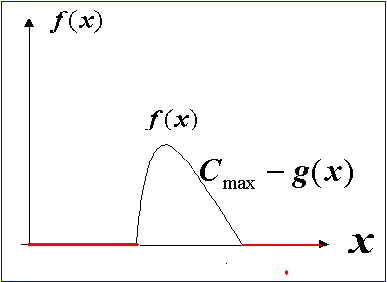 f(x)
f(x)
C_max − g(x)
x